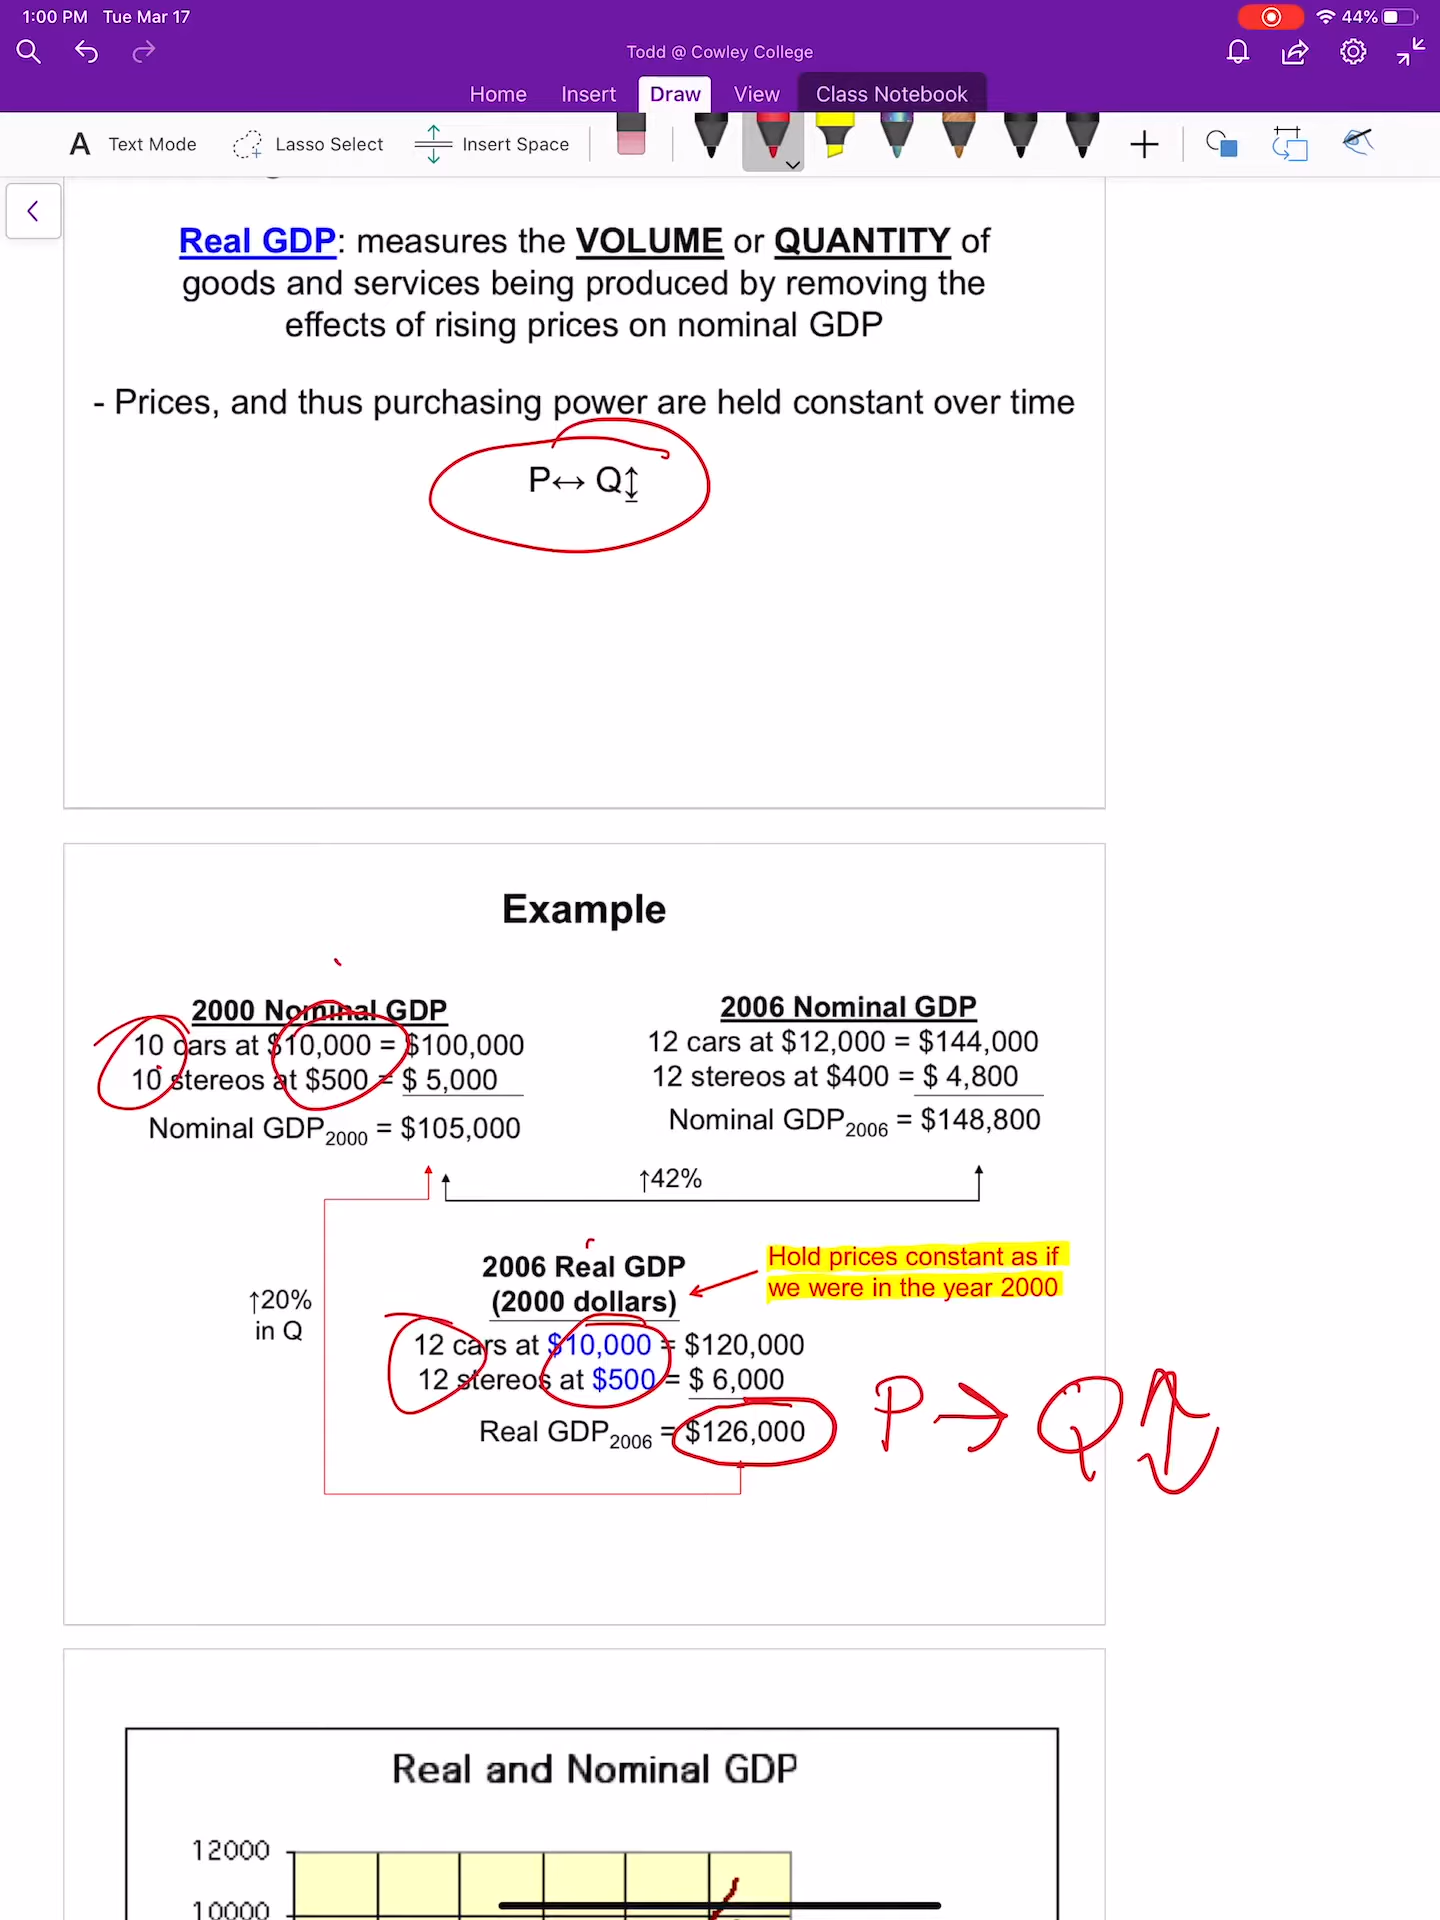 1:00 PM Tue Mar 17
44%
Todd @ Cowley College
Home Insert Draw View Class Notebook
A Text Mode Lasso Select Insert Space
Real GDP: measures the VOLUME or QUANTITY of
goods and services being produced by removing the
effects of rising prices on nominal GDP
- Prices, and thus purchasing power are held constant over time
P↔ Q↕
Example
2000 Nominal GDP
10 cars at $10,000 = $100,000
10 stereos at $500 = $ 5,000
Nominal GDP2000 = $105,000
2006 Nominal GDP
12 cars at $12,000 = $144,000
12 stereos at $400 = $ 4,800
Nominal GDP2006 = $148,800
↑42%
↑20%
in Q
2006 Real GDP
(2000 dollars)
Hold prices constant as if
we were in the year 2000
12 cars at $10,000 = $120,000
12 stereos at $500 = $ 6,000
Real GDP2006 = $126,000
P→ Q↕
Real and Nominal GDP
12000
10000